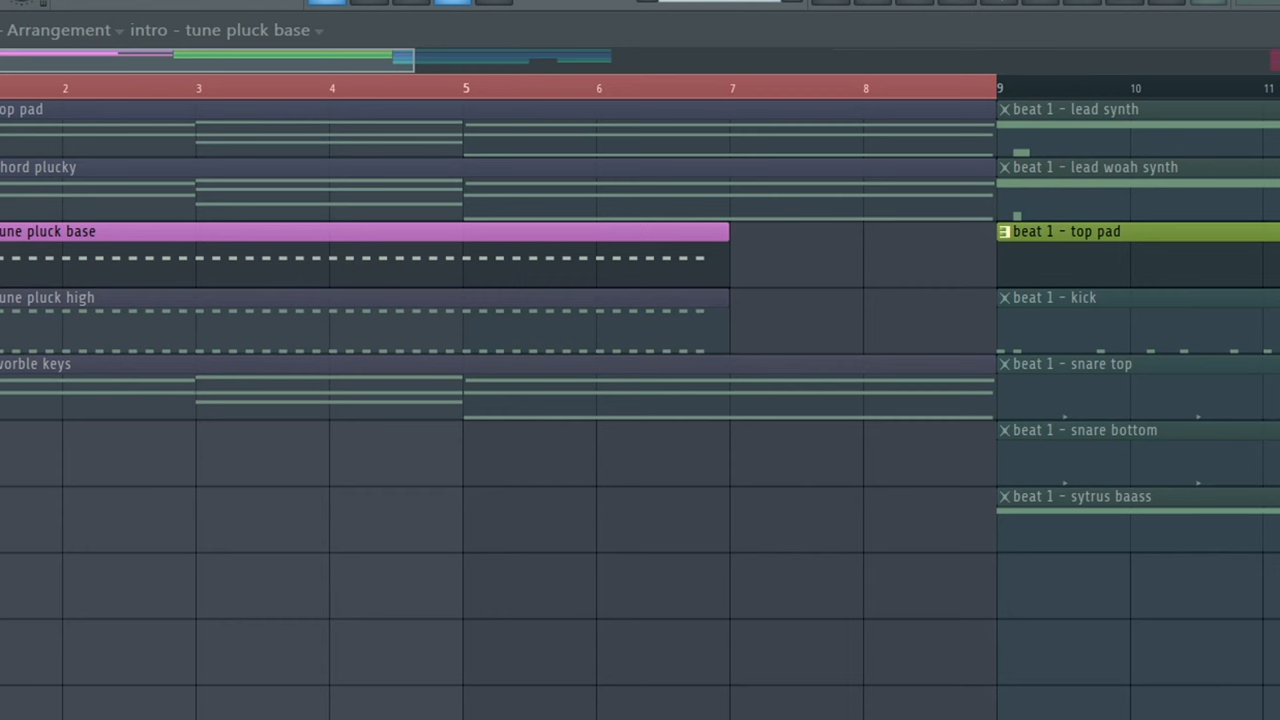 Arrangement intro - tune pluck base
2 3 4 5 6 7 8 9 10 11
op pad
beat 1 - lead synth
hord plucky
beat 1 - lead woah synth
une pluck base
beat 1 - top pad
une pluck high
beat 1 - kick
vorble keys
beat 1 - snare top
beat 1 - snare bottom
beat 1 - sytrus baass